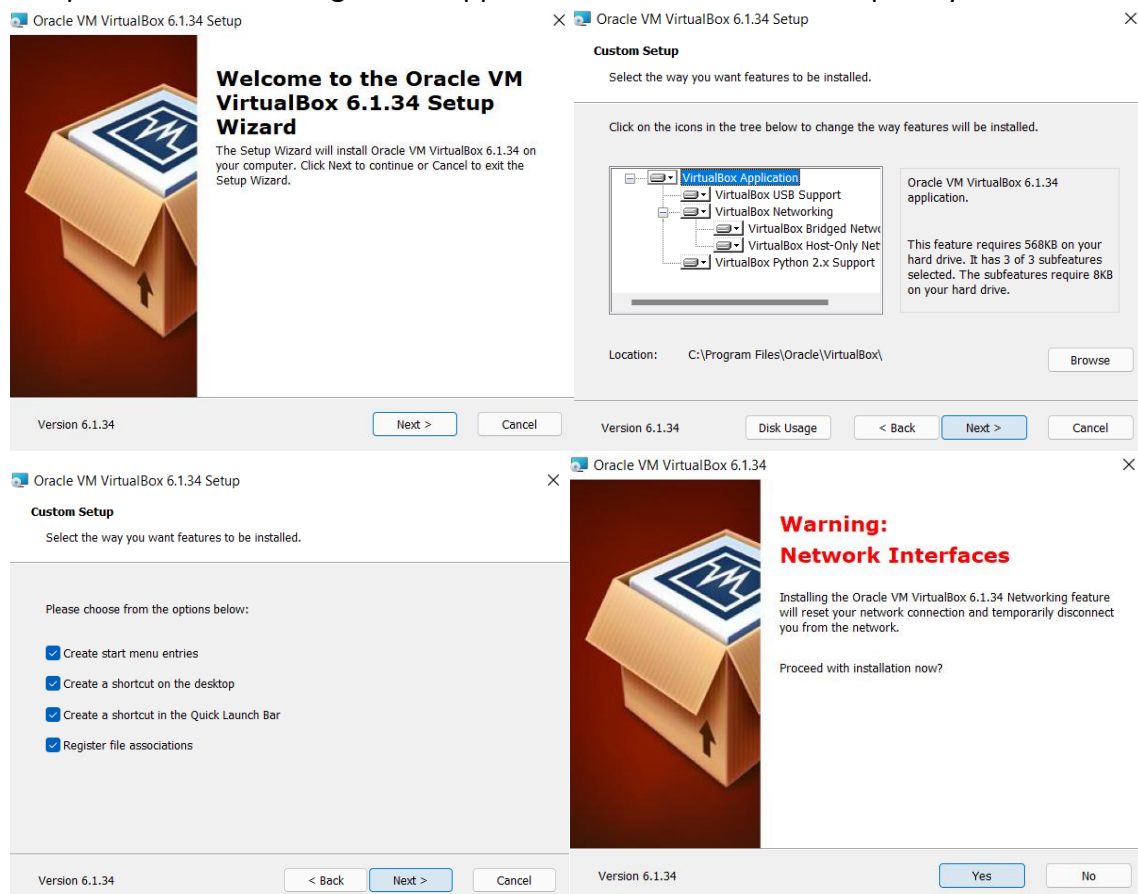 Oracle VM VirtualBox 6.1.34 Setup
Welcome to the Oracle VM
VirtualBox 6.1.34 Setup
Wizard
The Setup Wizard will install Oracle VM VirtualBox 6.1.34 on
your computer. Click Next to continue or Cancel to exit the
Setup Wizard.
Version 6.1.34
Next >
Cancel
Oracle VM VirtualBox 6.1.34 Setup
Custom Setup
Select the way you want features to be installed.
Click on the icons in the tree below to change the way features will be installed.
VirtualBox Application
VirtualBox USB Support
VirtualBox Networking
VirtualBox Bridged Netwo
VirtualBox Host-Only Net
VirtualBox Python 2.x Support
Oracle VM VirtualBox 6.1.34
application.
This feature requires 568KB on your
hard drive. It has 3 of 3 subfeatures
selected. The subfeatures require 8KB
on your hard drive.
Location: C:\Program Files\Oracle\VirtualBox\
Browse
Version 6.1.34
Disk Usage
< Back
Next >
Cancel
Oracle VM VirtualBox 6.1.34 Setup
Custom Setup
Select the way you want features to be installed.
Please choose from the options below:
Create start menu entries
Create a shortcut on the desktop
Create a shortcut in the Quick Launch Bar
Register file associations
Version 6.1.34
< Back
Next >
Cancel
Oracle VM VirtualBox 6.1.34
Warning:
Network Interfaces
Installing the Oracle VM VirtualBox 6.1.34 Networking feature
will reset your network connection and temporarily disconnect
you from the network.
Proceed with installation now?
Version 6.1.34
Yes
No